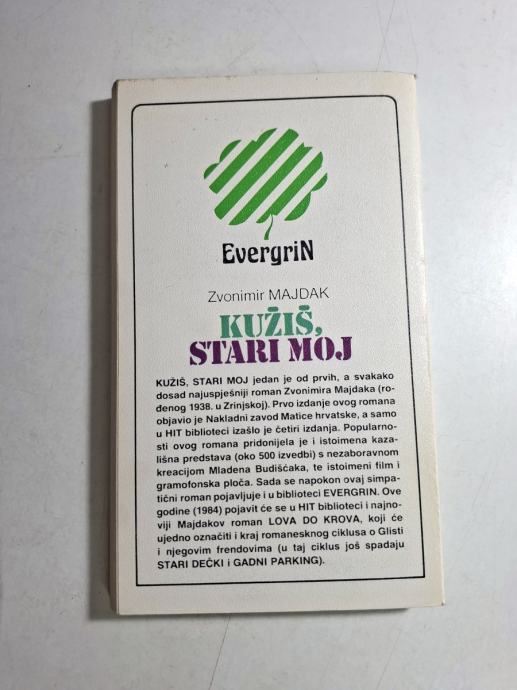 EvergriN
Zvonimir MAJDAK
KUŽIŠ,
STARI MOJ
KUŽIŠ, STARI MOJ jedan je od prvih, a svakako
dosad najuspješniji roman Zvonimira Majdaka (ro-
đenog 1938. u Zrinjskoj). Prvo izdanje ovog romana
objavio je Nakladni zavod Matice hrvatske, a samo
u HIT biblioteci izašlo je četiri izdanja. Popularno-
sti ovog romana pridonijela je i istoimena kaza-
lišna predstava (oko 500 izvedbi) s nezaboravnom
kreacijom Mladena Budišćaka, te istoimeni film i
gramofonska ploča. Sada se napokon ovaj simpa-
tični roman pojavljuje i u biblioteci EVERGRIN. Ove
godine (1984) pojavit će se u HIT biblioteci i najno-
viji Majdakov roman LOVA DO KROVA, koji će
ujedno označiti i kraj romanesknog ciklusa o Glisti
i njegovim frendovima (u taj ciklus još spadaju
STARI DEČKI i GADNI PARKING).